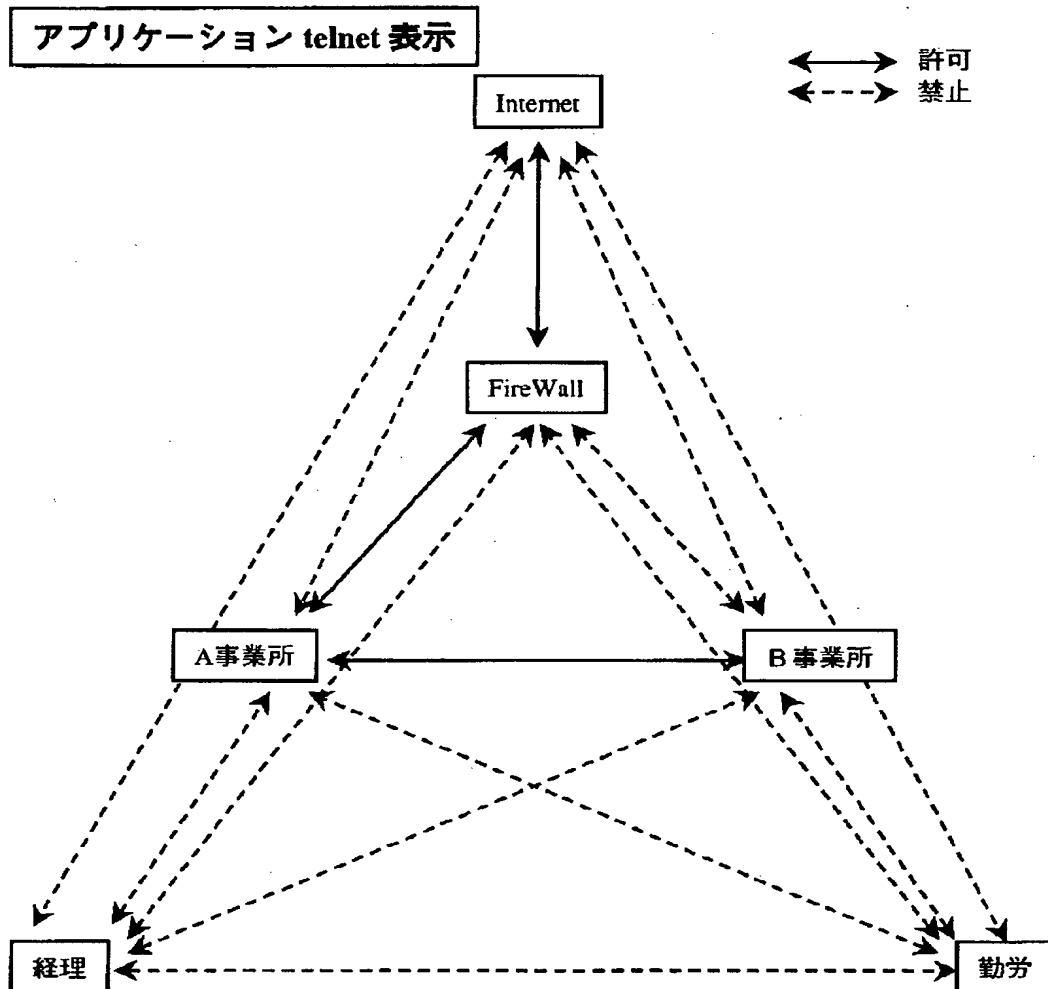 アプリケーション telnet 表示
許可
禁止
Internet
FireWall
A事業所
B事業所
経理
勤労